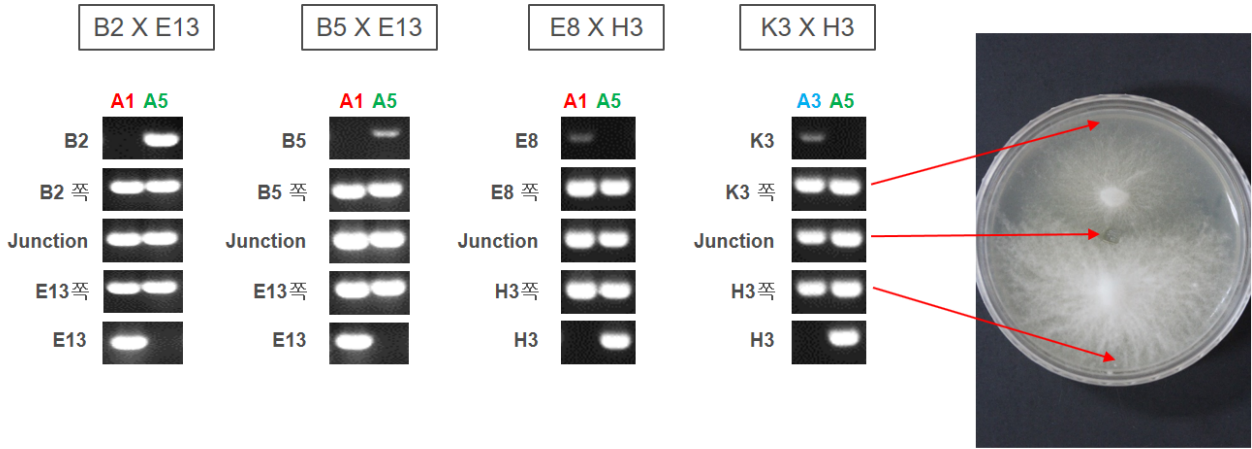 B2 X E13
B5 X E13
E8 X H3
K3 X H3
A1 A5
A1 A5
A1 A5
A3 A5
B2
B5
E8
K3
B2 쪽
B5 쪽
E8 쪽
K3 쪽
Junction
Junction
Junction
Junction
E13쪽
E13쪽
H3쪽
H3쪽
E13
E13
H3
H3